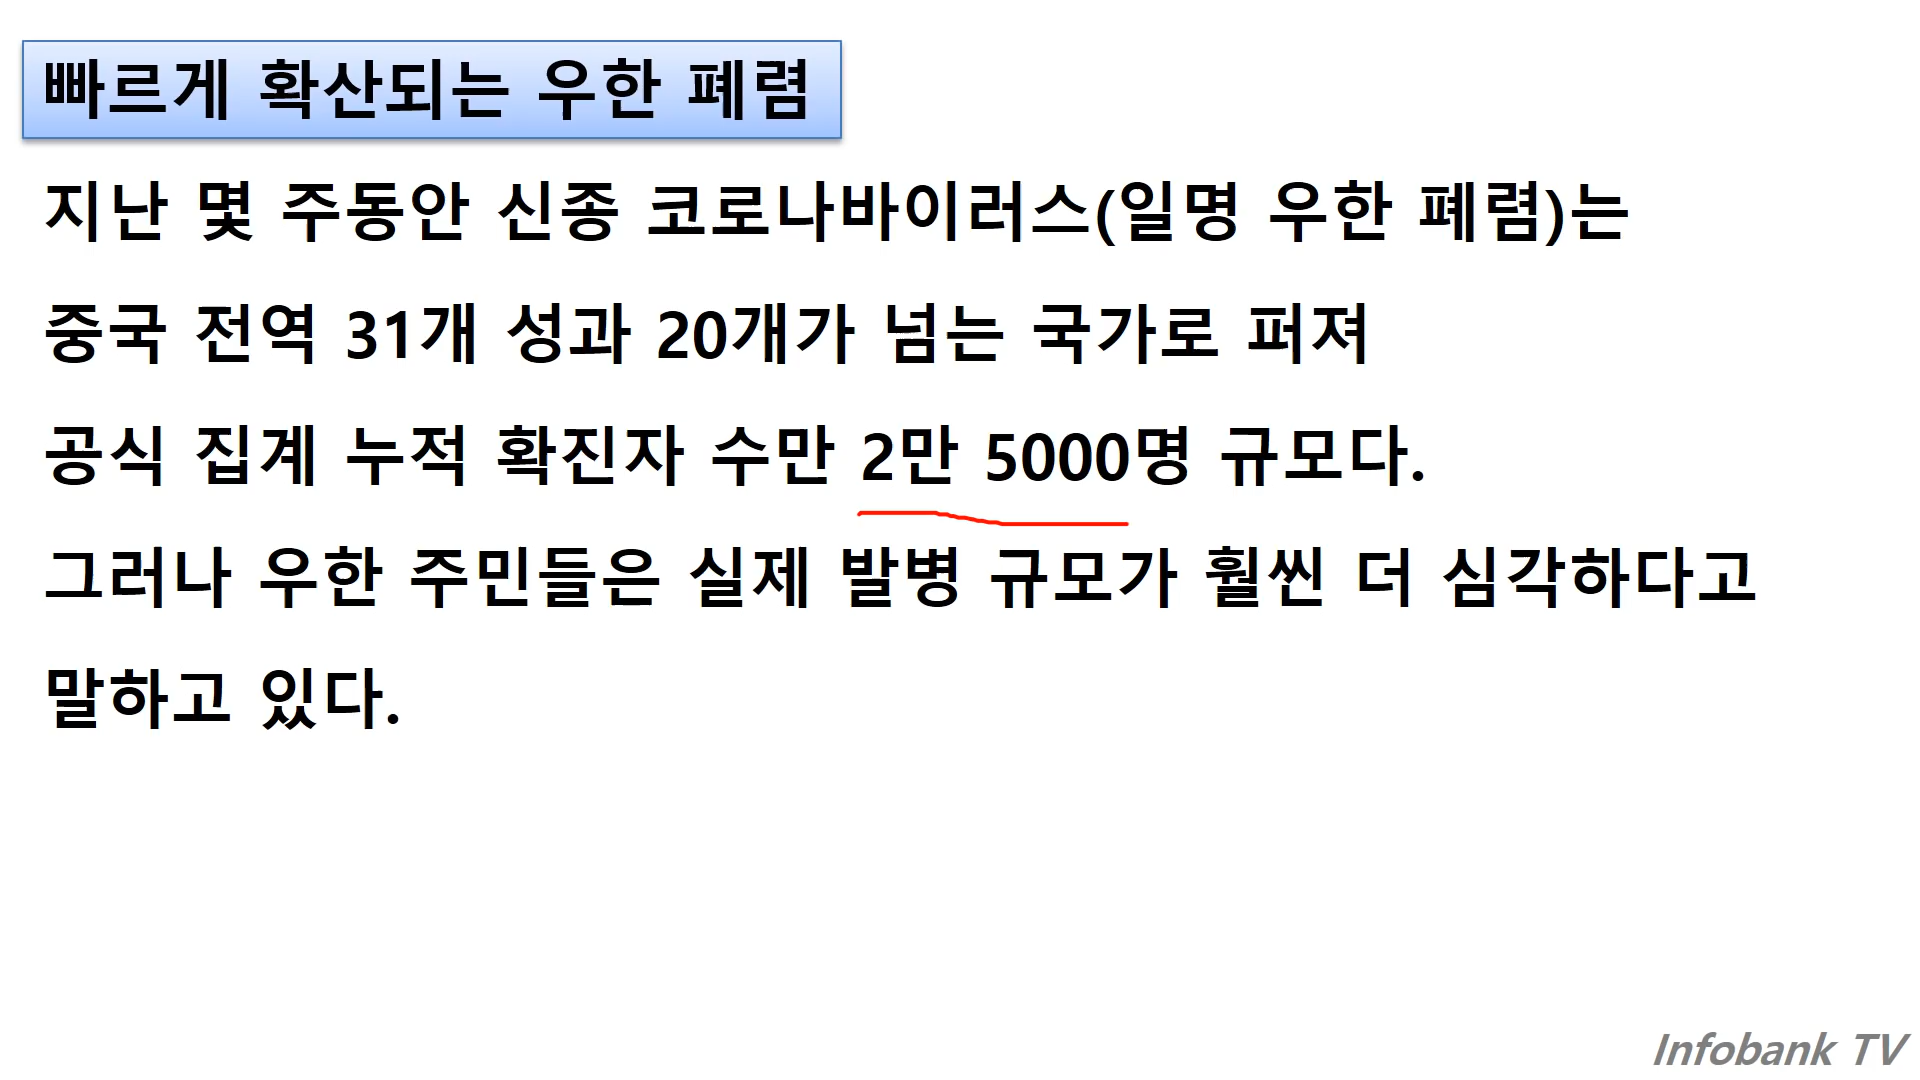 빠르게 확산되는 우한 폐렴
지난 몇 주동안 신종 코로나바이러스(일명 우한 폐렴)는
중국 전역 31개 성과 20개가 넘는 국가로 퍼져
공식 집계 누적 확진자 수만 2만 5000명 규모다.
그러나 우한 주민들은 실제 발병 규모가 훨씬 더 심각하다고
말하고 있다.
Infobank TV